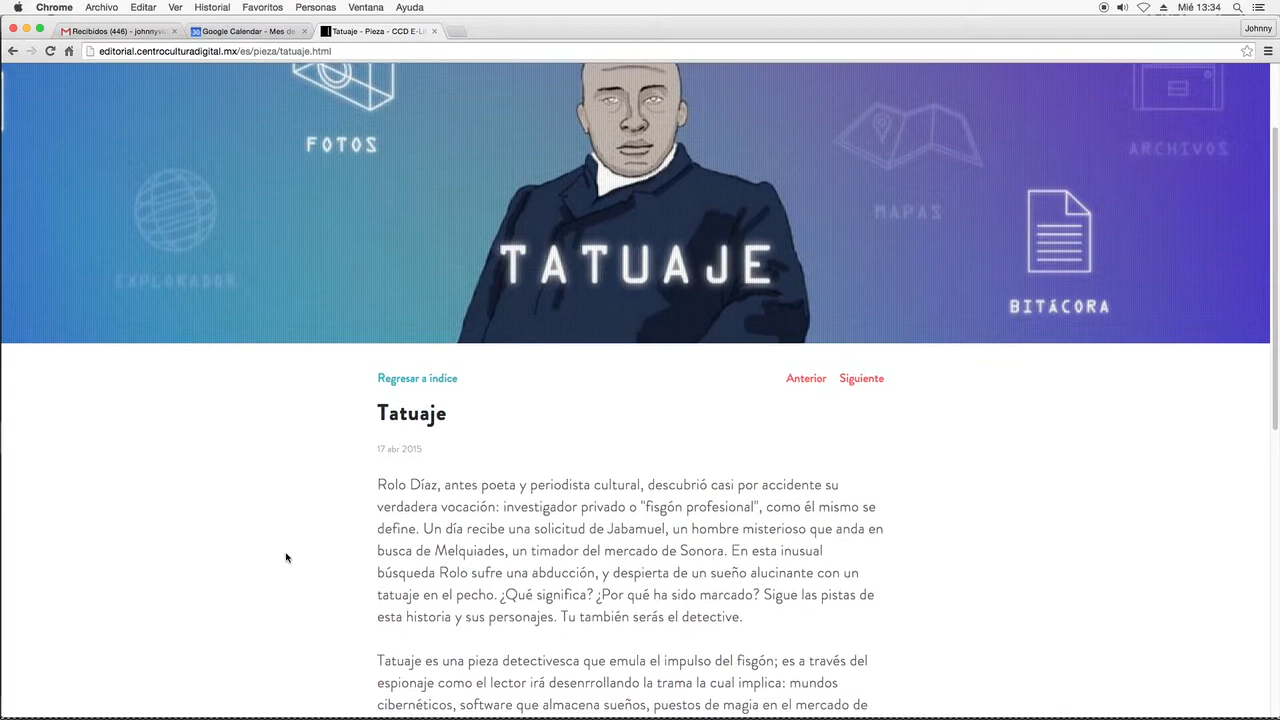 Chrome Archivo Editar Ver Historial Favoritos Personas Ventana Ayuda Mié 13:34
Recibidos (446) - johnnyvi Google Calendar - Mes de Tatuaje - Pieza - CCD E-Li Johnny
editorial.centroculturadigital.mx/es/pieza/tatuaje.html
FOTOS
ARCHIVOS
MAPAS
EXPLORADOR
TATUAJE
BITÁCORA
Regresar a índice Anterior Siguiente
Tatuaje
17 abr 2015
Rolo Díaz, antes poeta y periodista cultural, descubrió casi por accidente su
verdadera vocación: investigador privado o "fisgón profesional", como él mismo se
define. Un día recibe una solicitud de Jabamuel, un hombre misterioso que anda en
busca de Melquiades, un timador del mercado de Sonora. En esta inusual
búsqueda Rolo sufre una abducción, y despierta de un sueño alucinante con un
tatuaje en el pecho. ¿Qué significa? ¿Por qué ha sido marcado? Sigue las pistas de
esta historia y sus personajes. Tu también serás el detective.
Tatuaje es una pieza detectivesca que emula el impulso del fisgón; es a través del
espionaje como el lector irá desenrrollando la trama la cual implica: mundos
cibernéticos, software que almacena sueños, puestos de magia en el mercado de